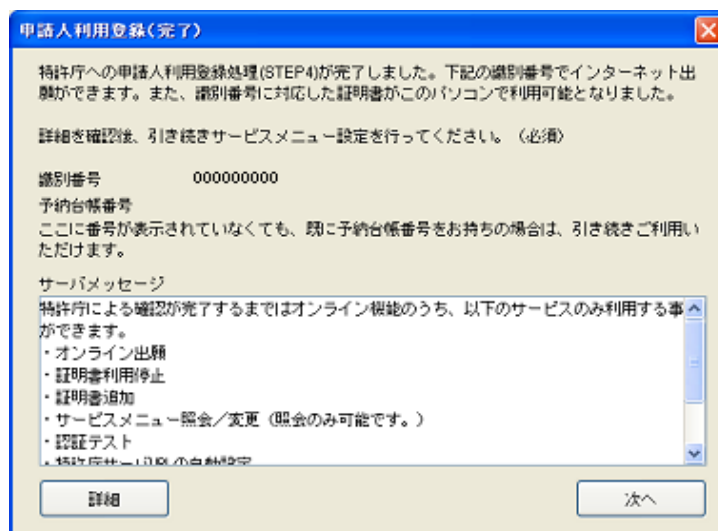 申請人利用登録(完了)
特許庁への申請人利用登録処理(STEP4)が完了しました。下記の識別番号でインターネット出
願ができます。また、識別番号に対応した証明書がこのパソコンで利用可能となりました。
詳細を確認後、引き続きサービスメニュー設定を行ってください。（必須）
識別番号 000000000
予納台帳番号
ここに番号が表示されていなくても、既に予納台帳番号をお持ちの場合は、引き続きご利用い
ただけます。
サーバメッセージ
特許庁による確認が完了するまではオンライン機能のうち、以下のサービスのみ利用する事
ができます。
・オンライン出願
・証明書利用停止
・証明書追加
・サービスメニュー照会／変更（照会のみ可能です。）
・認証テスト
・特許庁サーバURLの自動設定
詳細
次へ